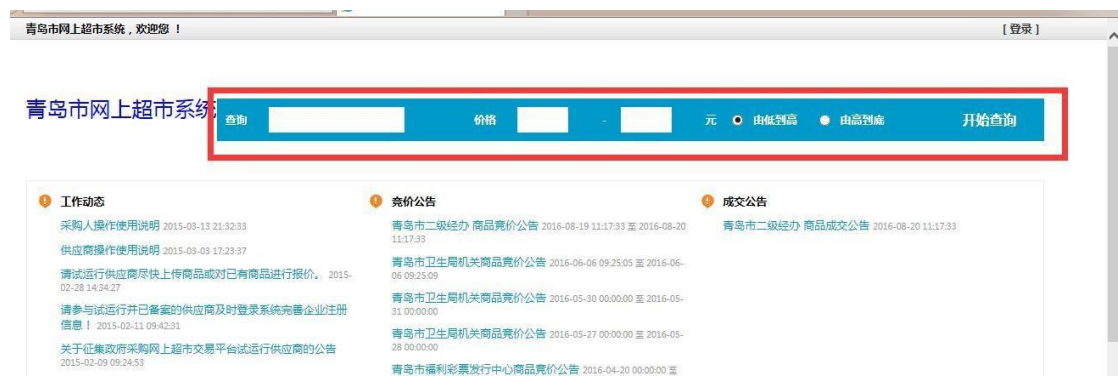 青岛市网上超市系统，欢迎您 ！
[ 登录 ]
青岛市网上超市系统
查询 价格 - 元 由低到高 由高到底 开始查询
工作动态
采购人操作使用说明 2015-03-13 21:32:33
供应商操作使用说明 2015-03-03 17:23:37
请试运行供应商尽快上传商品或对已有商品进行报价。 2015-
02-28 14:34:27
请参与试运行并已备案的供应商及时登录系统完善企业注册
信息！ 2015-02-11 09:42:31
关于征集政府采购网上超市交易平台试运行供应商的公告
2015-02-09 09:24:53
竞价公告
青岛市二级经办 商品竞价公告 2016-08-19 11:17:33 至 2016-08-20
11:17:33
青岛市卫生局机关商品竞价公告 2016-06-06 09:25:05 至 2016-06-
06 09:25:09
青岛市卫生局机关商品竞价公告 2016-05-30 00:00:00 至 2016-05-
31 00:00:00
青岛市卫生局机关商品竞价公告 2016-05-27 00:00:00 至 2016-05-
28 00:00:00
青岛市福利彩票发行中心商品竞价公告 2016-04-20 00:00:00 至
成交公告
青岛市二级经办 商品成交公告 2016-08-20 11:17:33